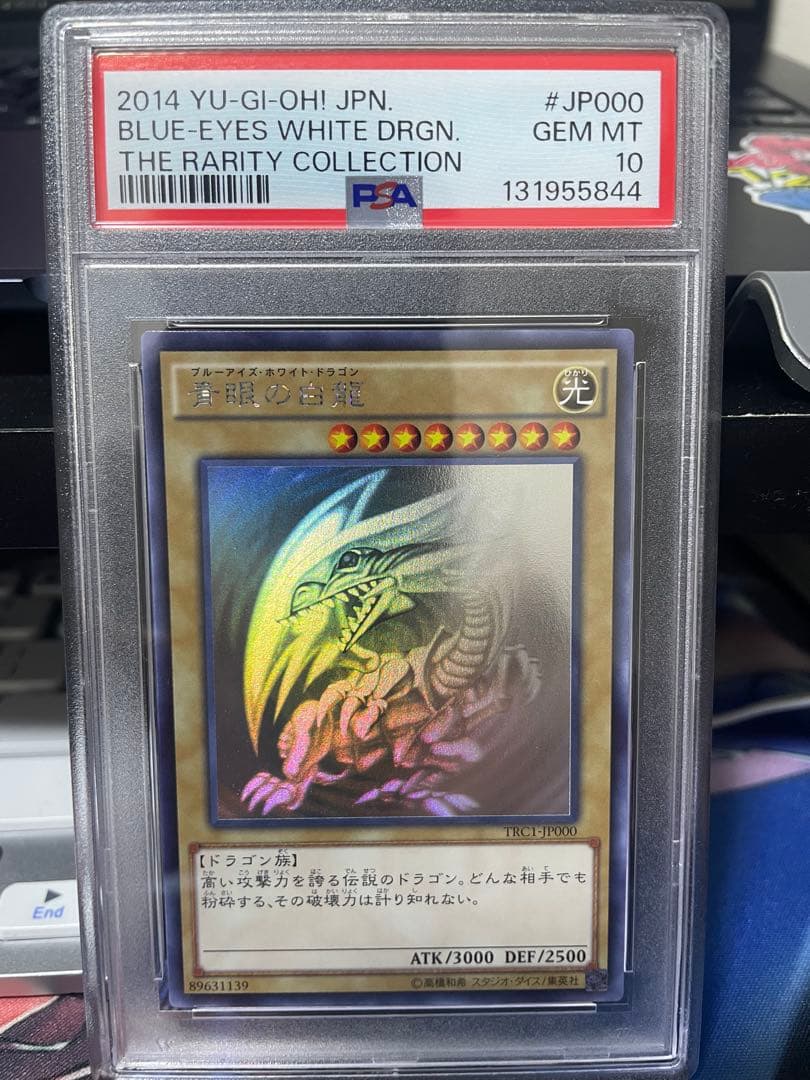 2014 YU-GI-OH! JPN. #JP000
BLUE-EYES WHITE DRGN. GEM MT
THE RARITY COLLECTION 10
PSA 131955844
ブルーアイズ・ホワイト・ドラゴン
青眼の白龍
ひかり
光
TRC1-JP000
【ドラゴン族】
高い攻撃力を誇る伝説のドラゴン。どんな相手でも
粉砕する、その破壊力は計り知れない。
ATK/3000 DEF/2500
89631139 ©高橋和希 スタジオ・ダイス/集英社
End